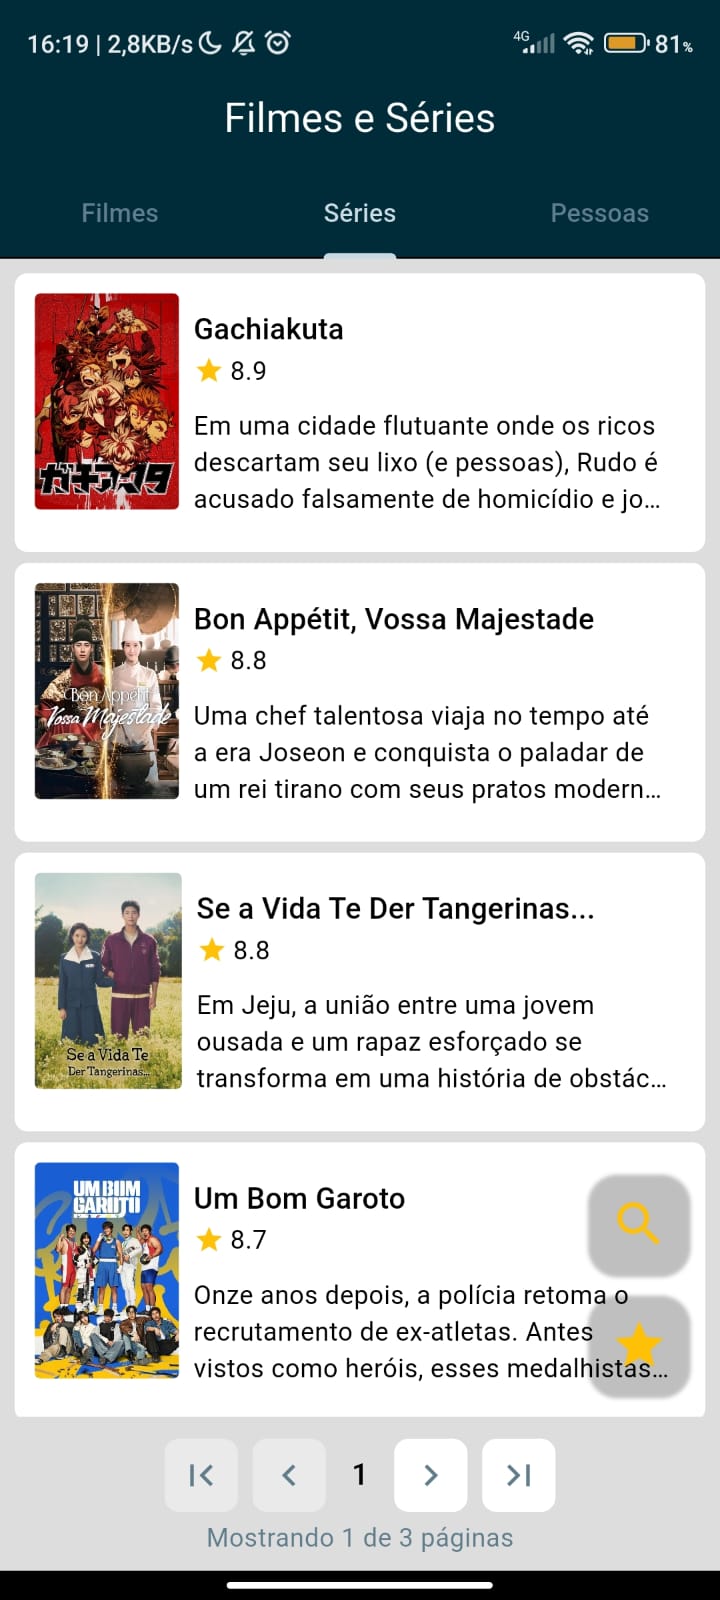 16:19 | 2,8KB/s 4G 81%
Filmes e Séries
Filmes Séries Pessoas
ガチアクタ
Gachiakuta
8.9
Em uma cidade flutuante onde os ricos
descartam seu lixo (e pessoas), Rudo é
acusado falsamente de homicídio e jo...
Bon Appétit
Vossa Majestade
Bon Appétit, Vossa Majestade
8.8
Uma chef talentosa viaja no tempo até
a era Joseon e conquista o paladar de
um rei tirano com seus pratos modern...
Se a Vida Te
Der Tangerinas...
Se a Vida Te Der Tangerinas...
8.8
Em Jeju, a união entre uma jovem
ousada e um rapaz esforçado se
transforma em uma história de obstác...
UM BOM
GAROTO
Um Bom Garoto
8.7
Onze anos depois, a polícia retoma o
recrutamento de ex-atletas. Antes
vistos como heróis, esses medalhistas...
1
Mostrando 1 de 3 páginas